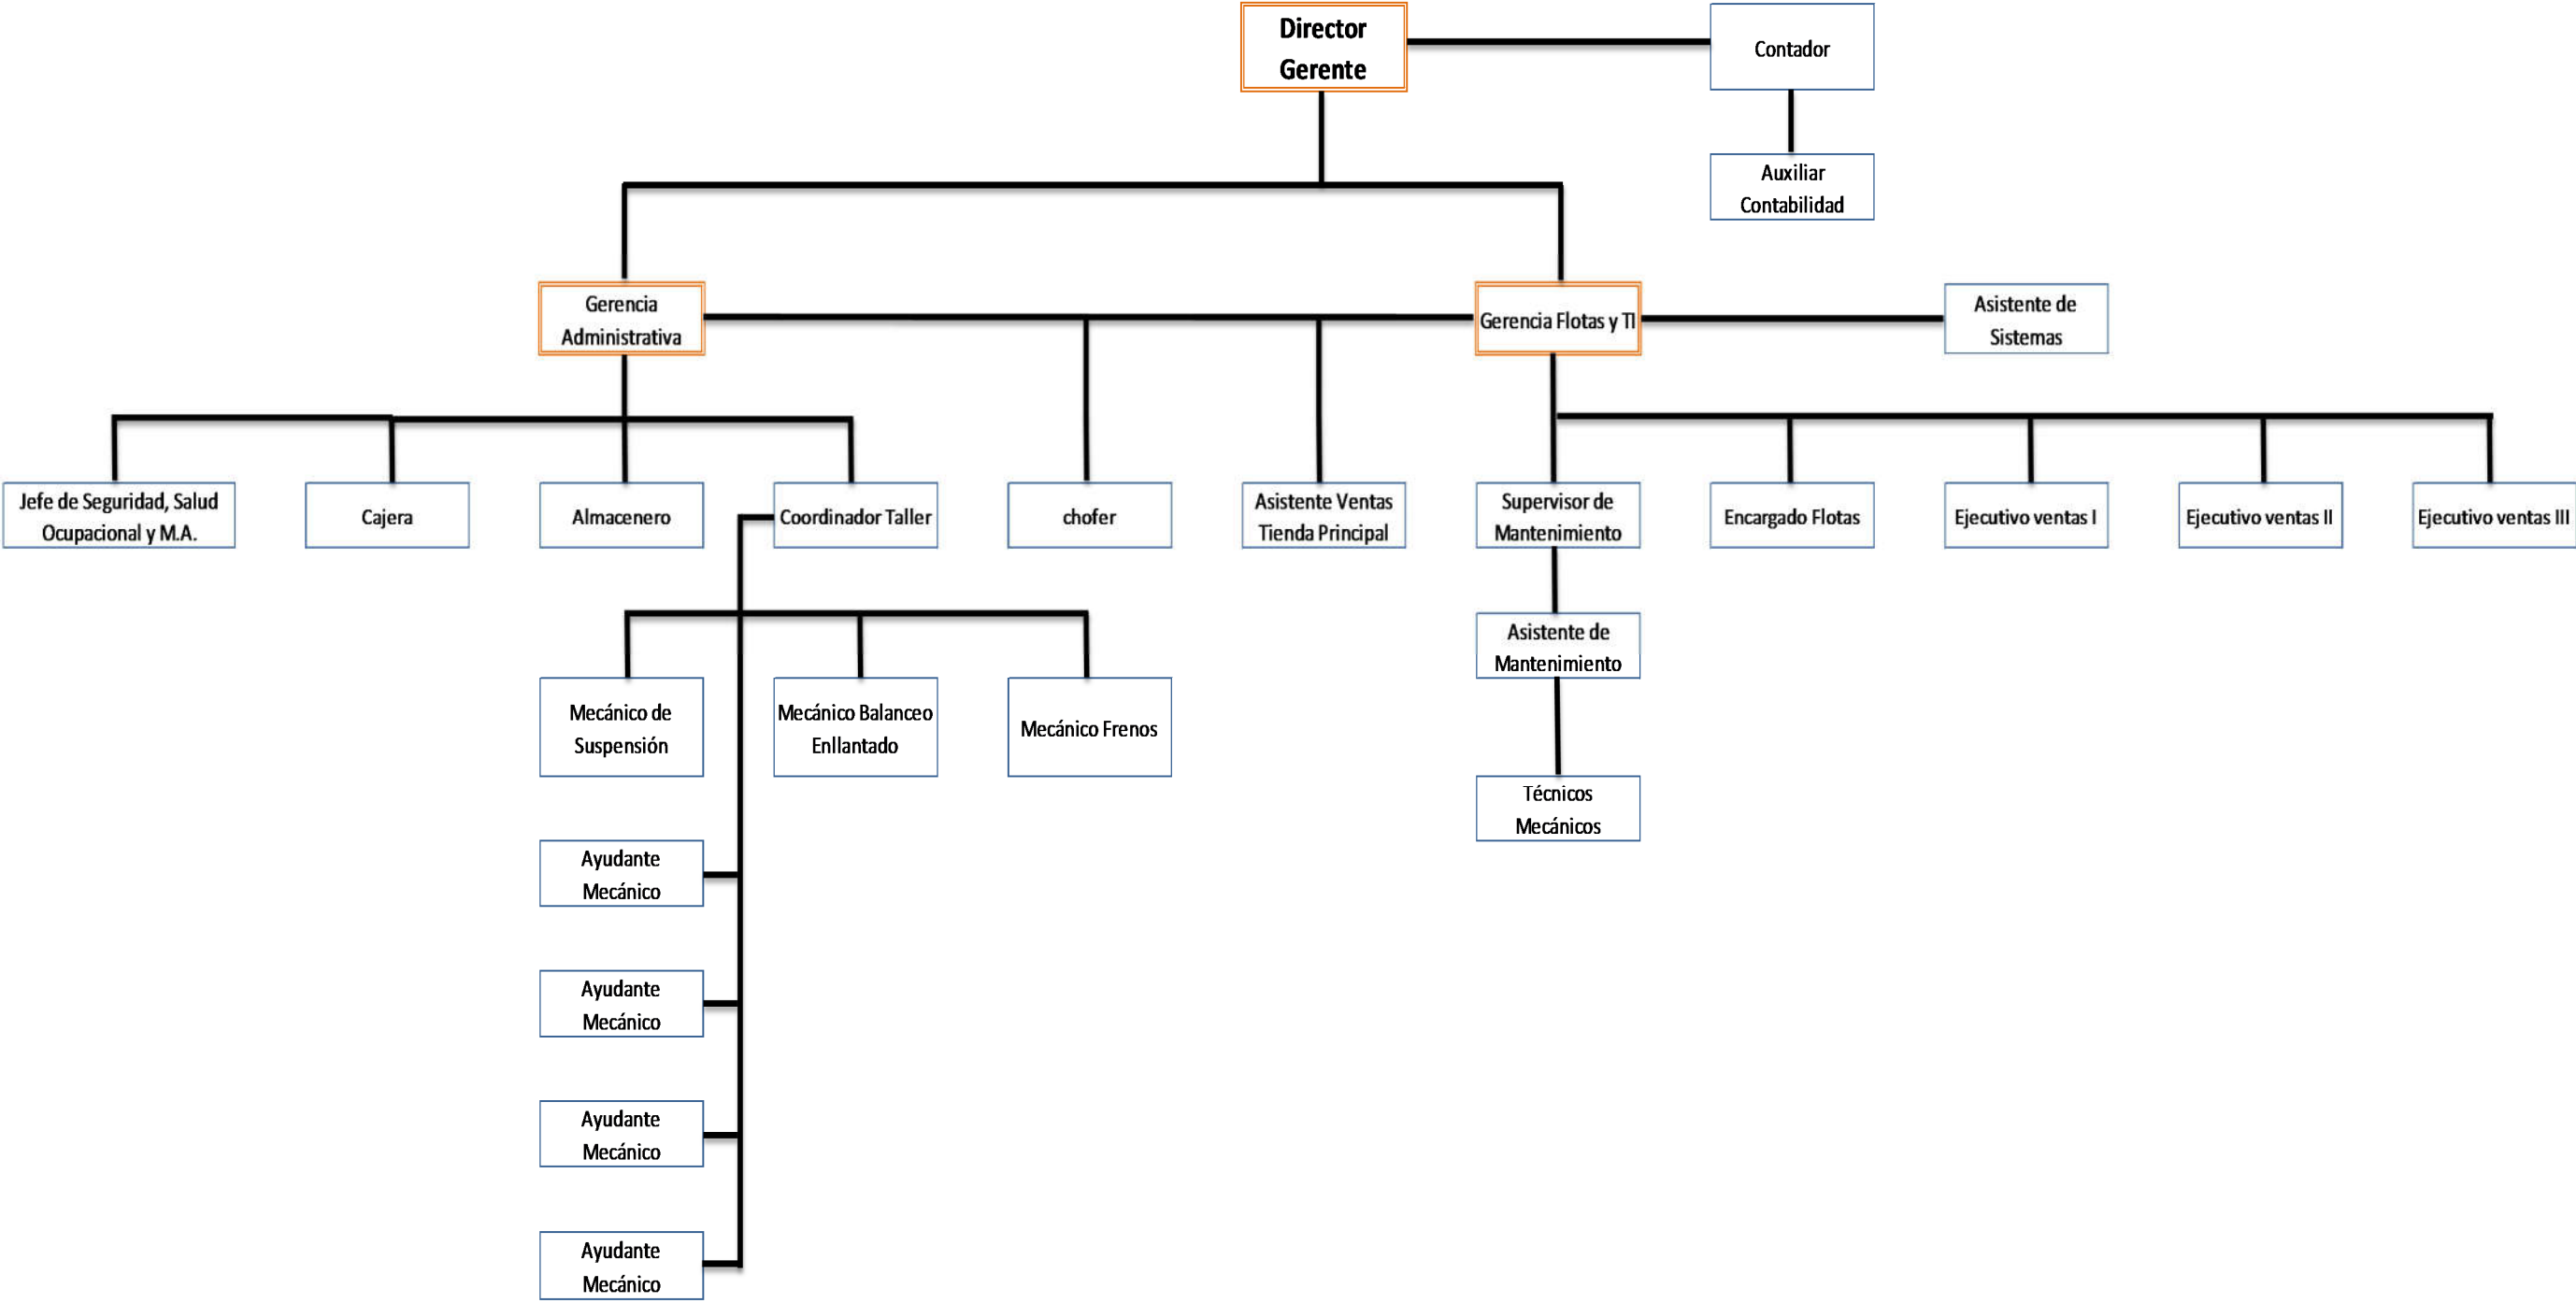 Director
Gerente
Contador
Auxiliar
Contabilidad
Gerencia
Administrativa
Gerencia Flotas y TI
Asistente de
Sistemas
Jefe de Seguridad, Salud
Ocupacional y M.A.
Cajera
Almacenero
Coordinador Taller
chofer
Asistente Ventas
Tienda Principal
Supervisor de
Mantenimiento
Encargado Flotas
Ejecutivo ventas I
Ejecutivo ventas II
Ejecutivo ventas III
Asistente de
Mantenimiento
Mecánico de
Suspensión
Mecánico Balanceo
Enllantado
Mecánico Frenos
Técnicos
Mecánicos
Ayudante
Mecánico
Ayudante
Mecánico
Ayudante
Mecánico
Ayudante
Mecánico